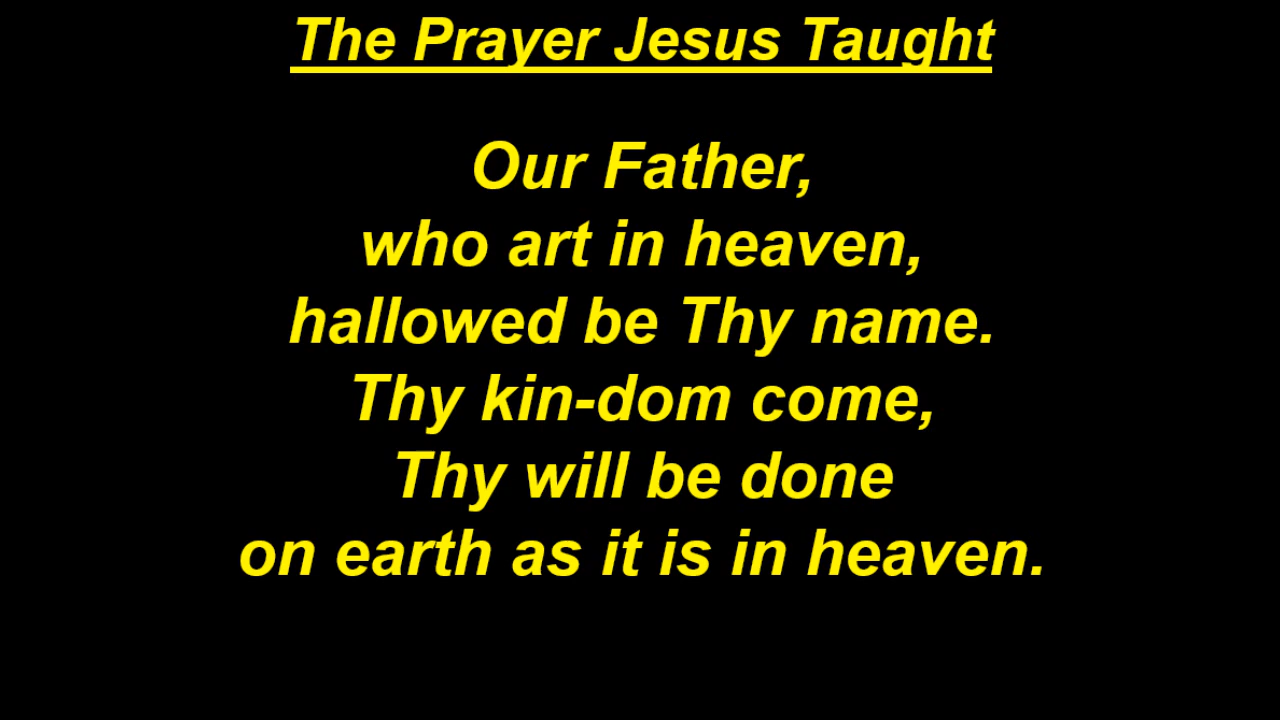 The Prayer Jesus Taught
Our Father,
who art in heaven,
hallowed be Thy name.
Thy kin-dom come,
Thy will be done
on earth as it is in heaven.